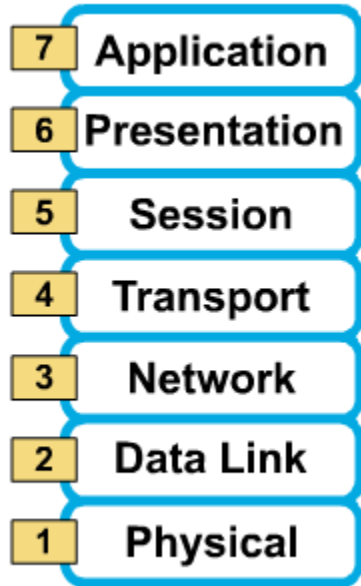 7 Application
6 Presentation
5 Session
4 Transport
3 Network
2 Data Link
1 Physical